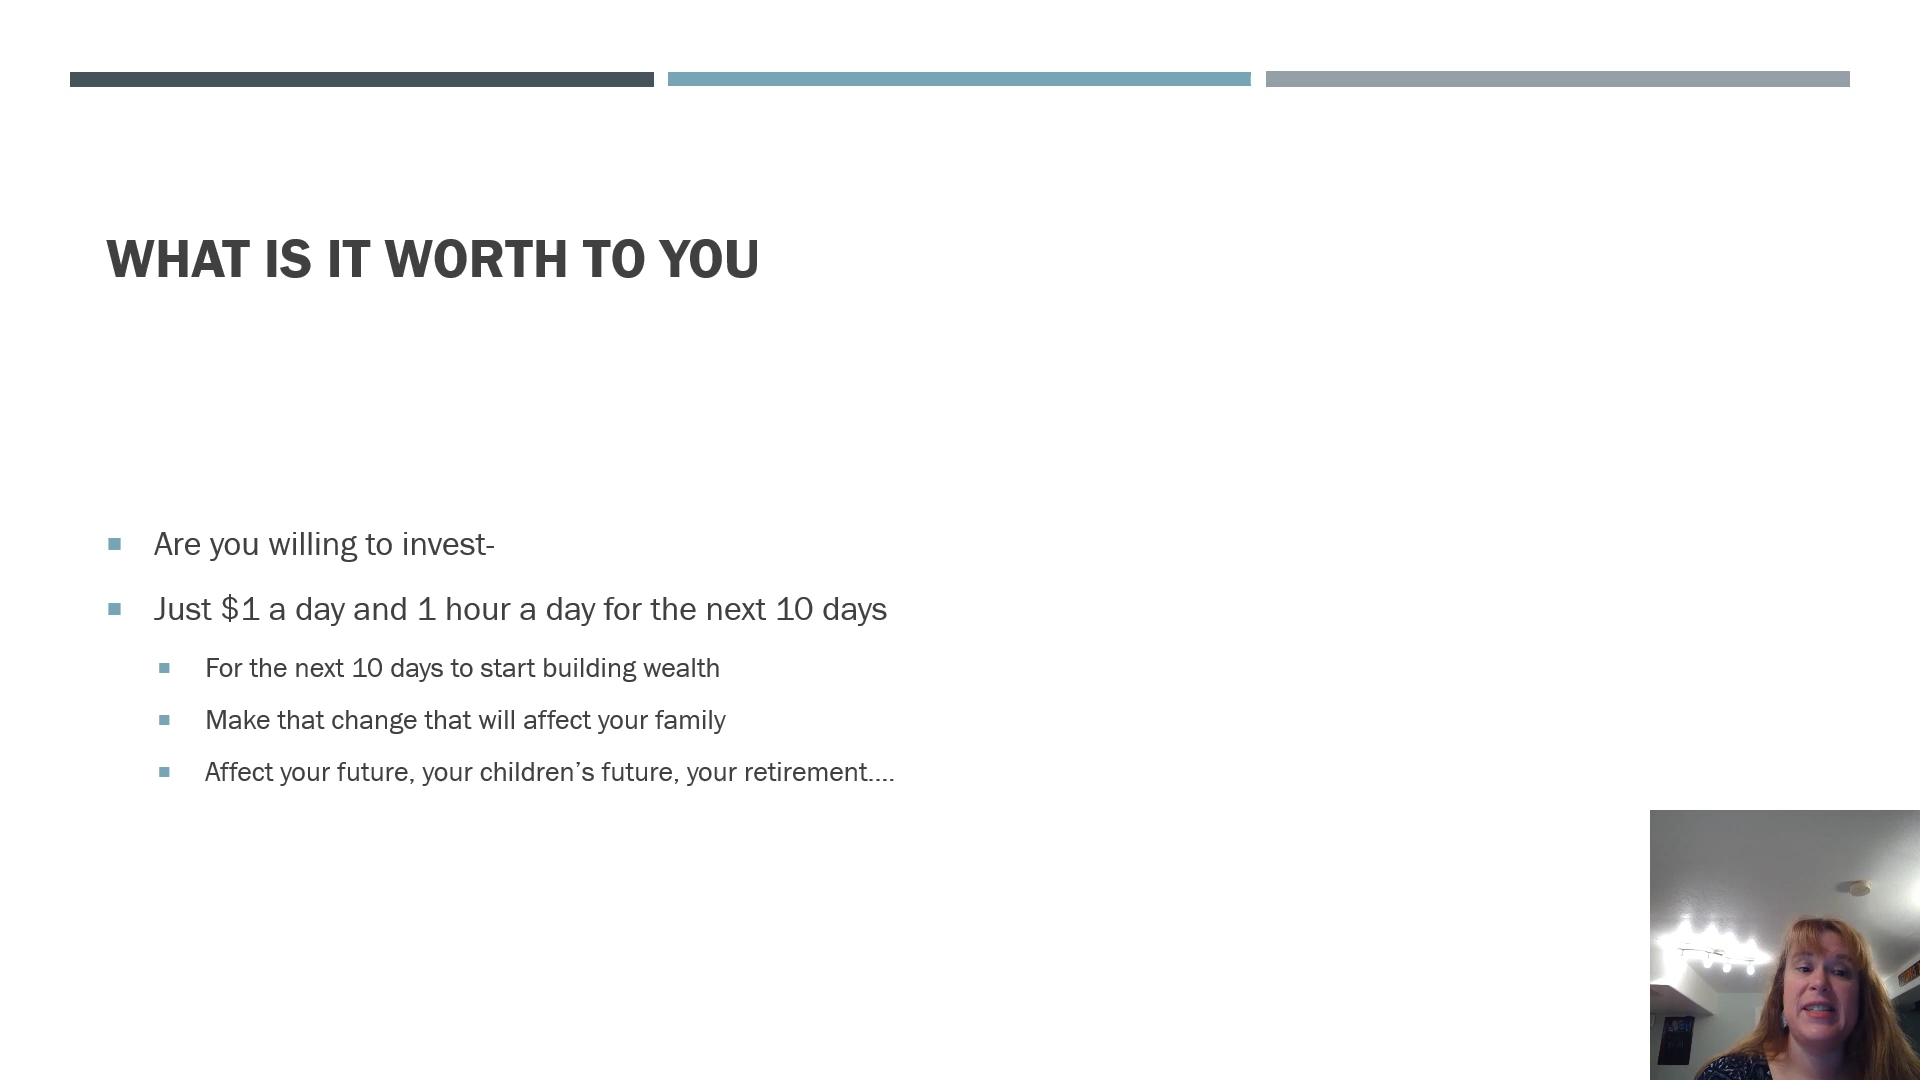 WHAT IS IT WORTH TO YOU
Are you willing to invest-
Just $1 a day and 1 hour a day for the next 10 days
For the next 10 days to start building wealth
Make that change that will affect your family
Affect your future, your children’s future, your retirement....